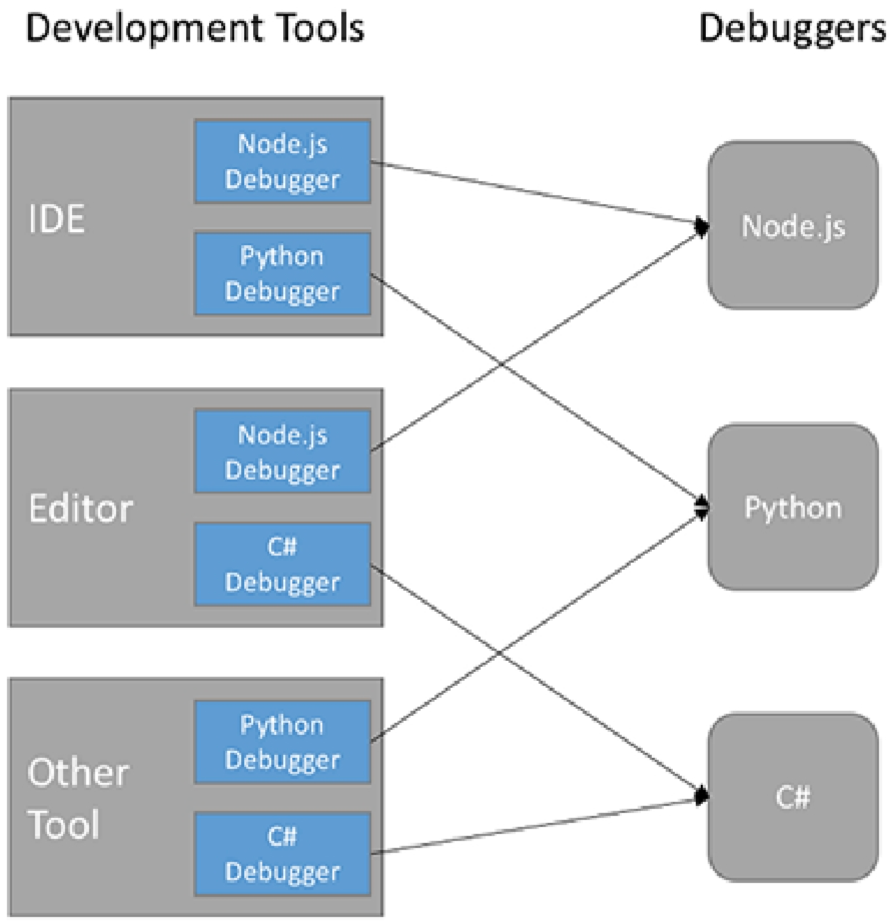 Development Tools
Debuggers
IDE
Node.js
Debugger
Python
Debugger
Editor
Node.js
Debugger
C#
Debugger
Other
Tool
Python
Debugger
C#
Debugger
Node.js
Python
C#